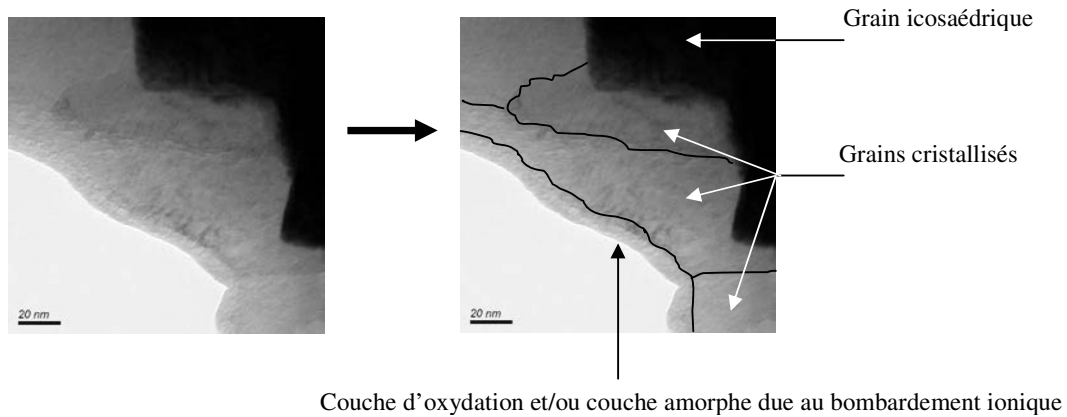 Grain icosaédrique
Grains cristallisés
20 nm
20 nm
Couche d'oxydation et/ou couche amorphe due au bombardement ionique